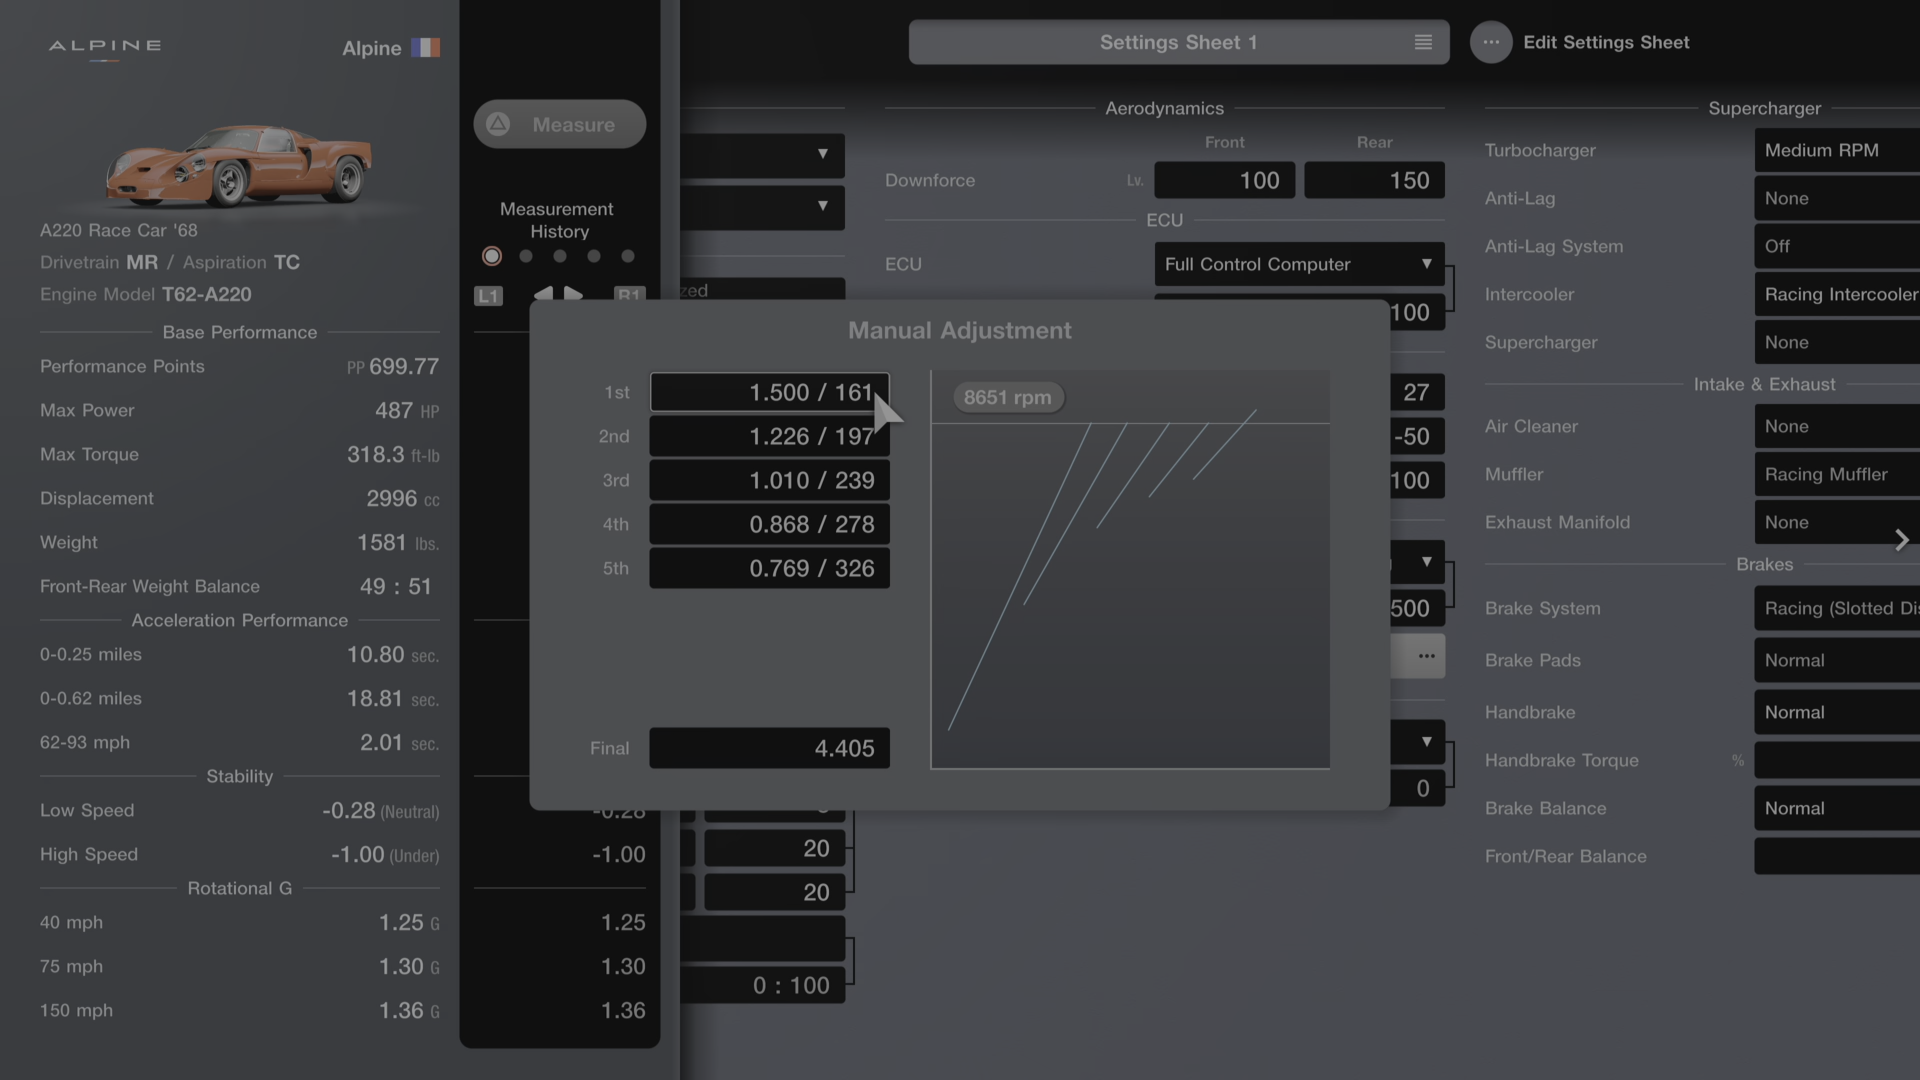 ALPINE
Alpine
A220 Race Car '68
Drivetrain MR / Aspiration TC
Engine Model T62-A220
Base Performance
Performance Points PP 699.77
Max Power 487 HP
Max Torque 318.3 ft-lb
Displacement 2996 cc
Weight 1581 lbs.
Front-Rear Weight Balance 49 : 51
Acceleration Performance
0-0.25 miles 10.80 sec.
0-0.62 miles 18.81 sec.
62-93 mph 2.01 sec.
Stability
Low Speed -0.28 (Neutral)
High Speed -1.00 (Under)
Rotational G
40 mph 1.25 G
75 mph 1.30 G
150 mph 1.36 G
Measure
Measurement
History
L1 R1
-0.28
-1.00
1.25
1.30
1.36
Settings Sheet 1
Edit Settings Sheet
zed
20
20
0 : 100
Aerodynamics
Front Rear
Downforce Lv. 100 150
ECU
ECU Full Control Computer
100
27
-50
100
500
0
Manual Adjustment
1st 1.500 / 161
2nd 1.226 / 197
3rd 1.010 / 239
4th 0.868 / 278
5th 0.769 / 326
Final 4.405
8651 rpm
Supercharger
Turbocharger Medium RPM
Anti-Lag None
Anti-Lag System Off
Intercooler Racing Intercooler
Supercharger None
Intake & Exhaust
Air Cleaner None
Muffler Racing Muffler
Exhaust Manifold None
Brakes
Brake System Racing (Slotted Dis
Brake Pads Normal
Handbrake Normal
Handbrake Torque %
Brake Balance Normal
Front/Rear Balance